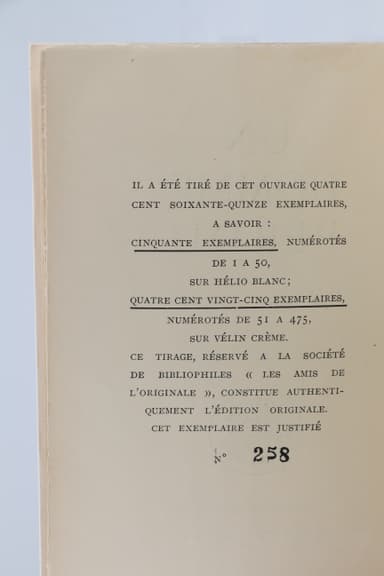 IL A ÉTÉ TIRÉ DE CET OUVRAGE QUATRE
CENT SOIXANTE-QUINZE EXEMPLAIRES,
A SAVOIR :
CINQUANTE EXEMPLAIRES, NUMÉROTÉS
DE 1 A 50,
SUR HÉLIO BLANC ;
QUATRE CENT VINGT-CINQ EXEMPLAIRES,
NUMÉROTÉS DE 51 A 475,
SUR VÉLIN CRÈME.
CE TIRAGE, RÉSERVÉ A LA SOCIÉTÉ
DE BIBLIOPHILES « LES AMIS DE
L'ORIGINALE », CONSTITUE AUTHENTI-
QUEMENT L'ÉDITION ORIGINALE.
CET EXEMPLAIRE EST JUSTIFIÉ
N° 258